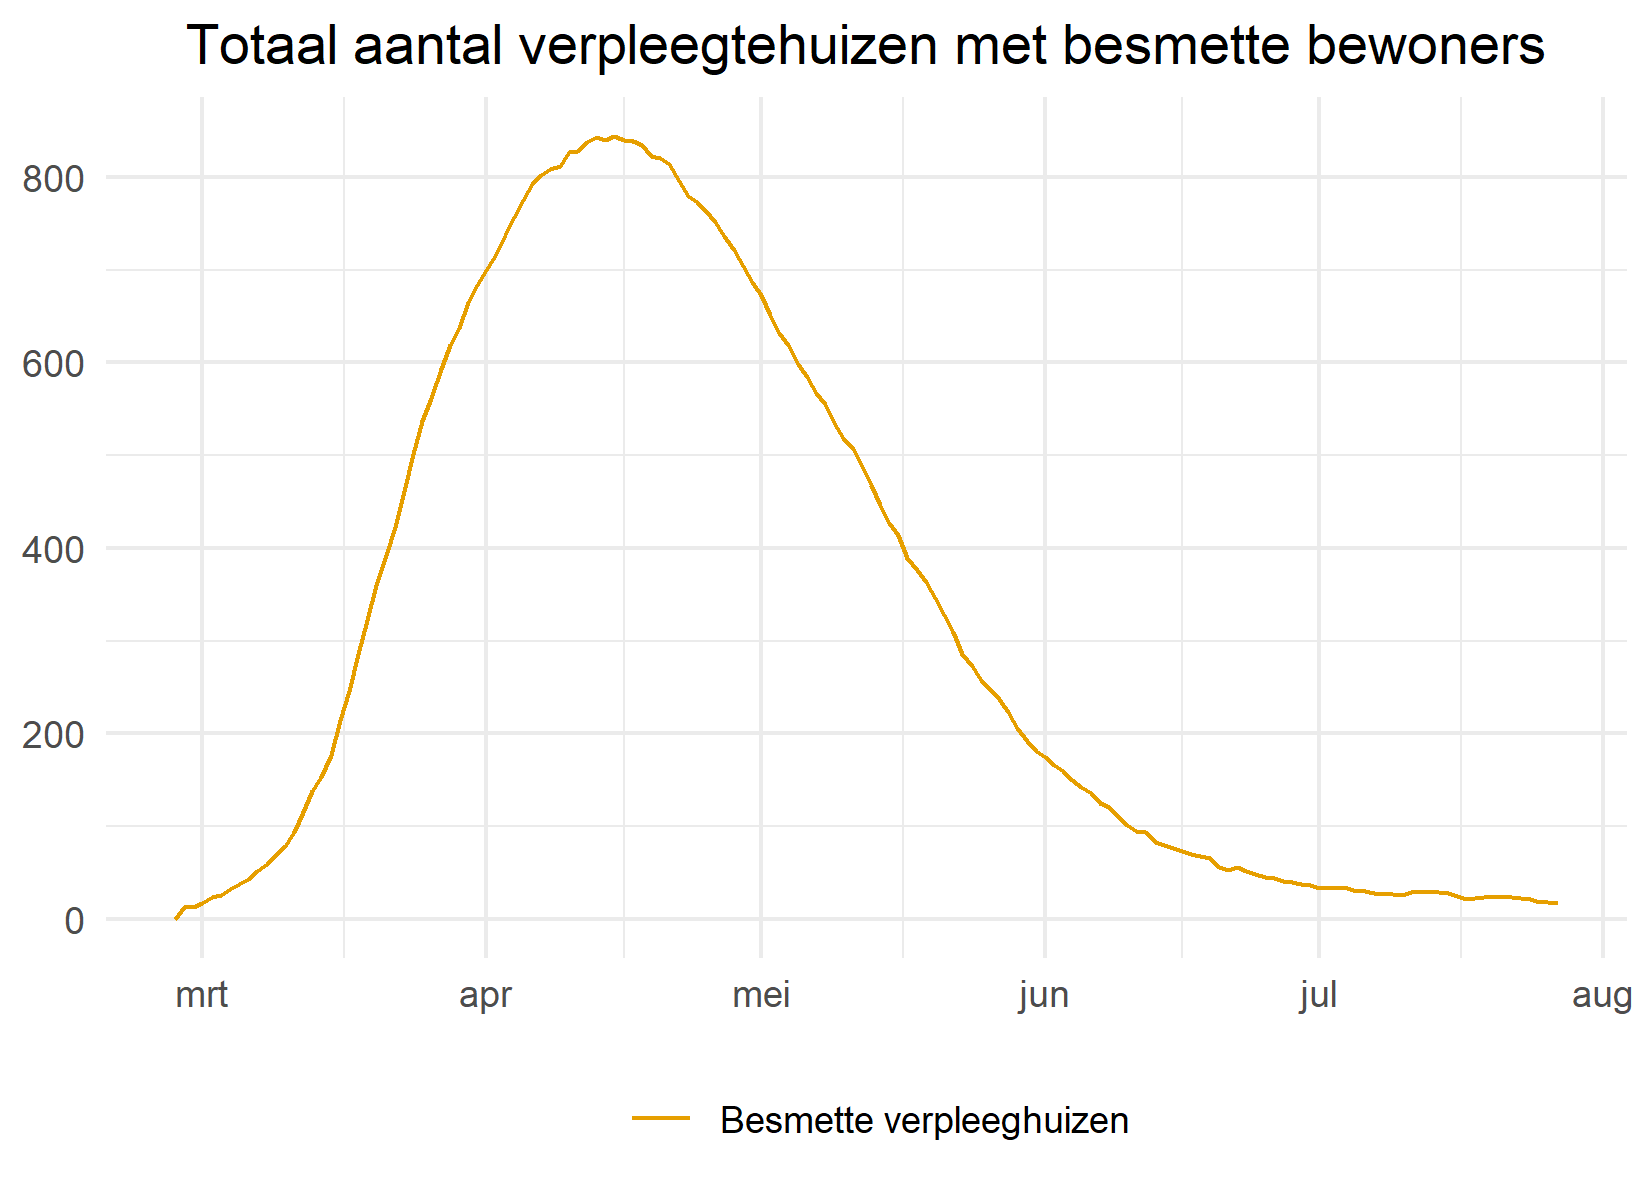 Totaal aantal verpleegtehuizen met besmette bewoners
800
600
400
200
0
mrt apr mei jun jul aug
Besmette verpleeghuizen